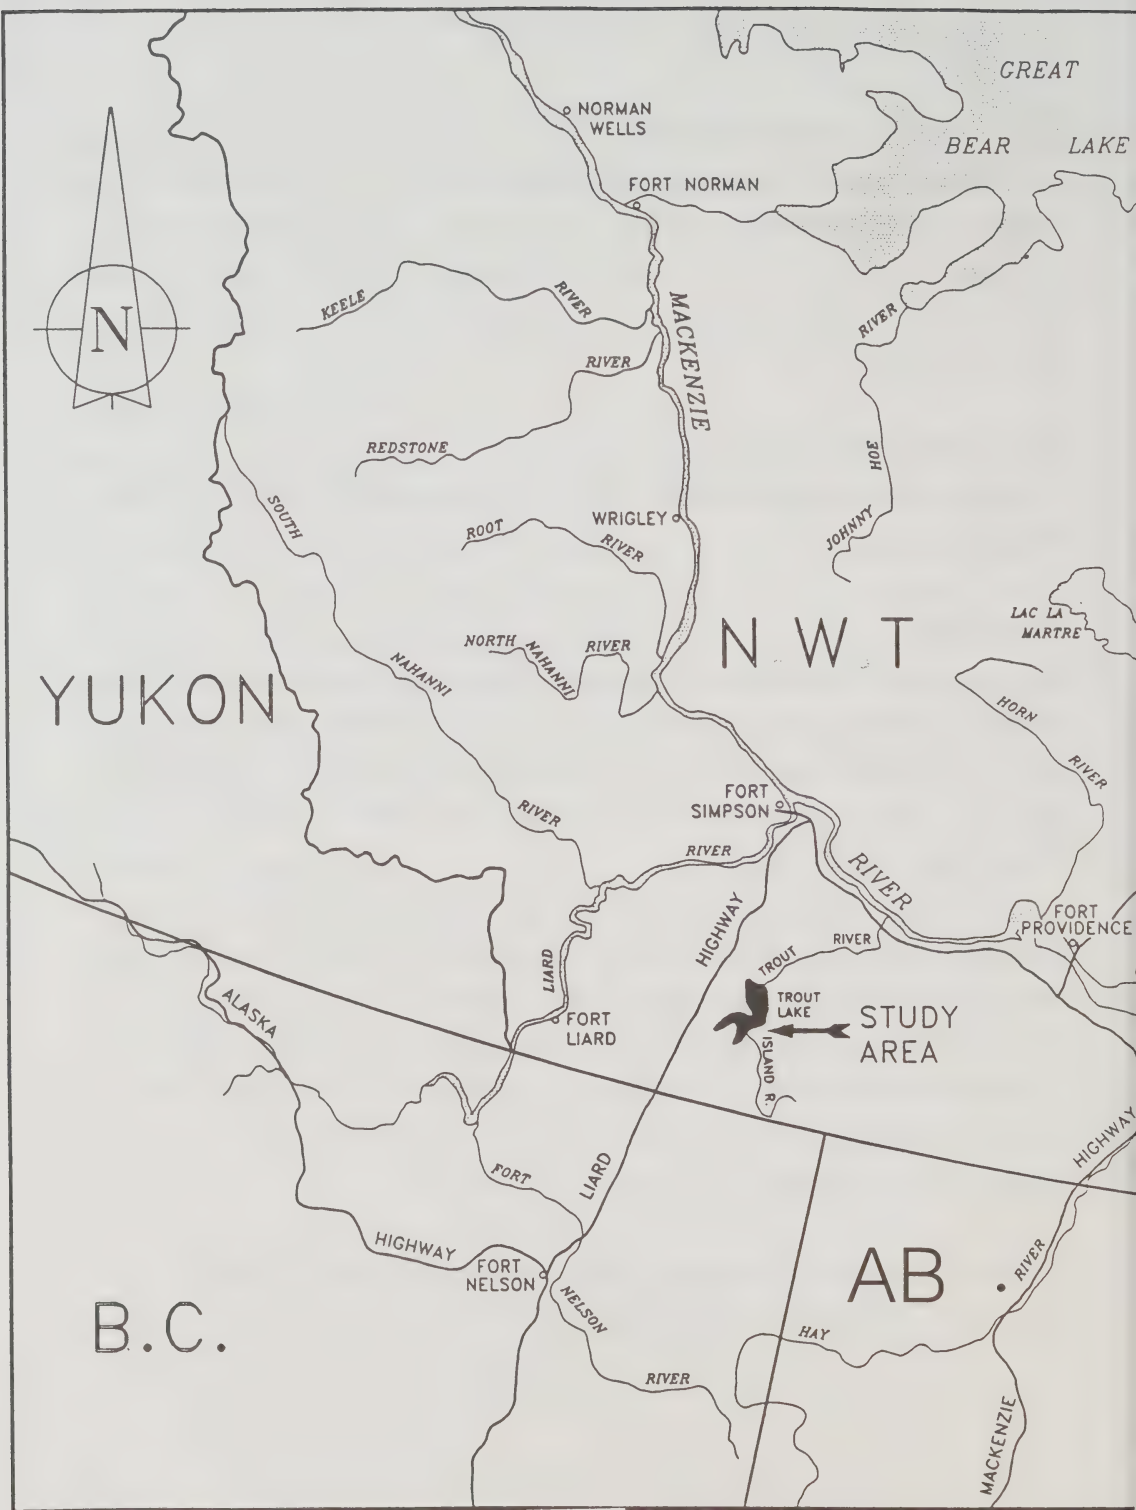 GREAT
BEAR LAKE
NORMAN
WELLS
FORT NORMAN
N
KEELE RIVER
MACKENZIE
RIVER
RIVER
REDSTONE
HOE
JOHNNY
SOUTH
WRIGLEY
ROOT
RIVER
NORTH NAHANNI RIVER
LAC LA
MARTRE
N W T
NAHANNI
YUKON
HORN
RIVER
FORT
SIMPSON
RIVER
RIVER
RIVER
HIGHWAY
FORT
PROVIDENCE
TROUT
RIVER
LIARD
TROUT
LAKE
ALASKA
FORT
LIARD
STUDY
AREA
ISLAND R.
HIGHWAY
LIARD
FORT
HIGHWAY
FORT
NELSON
NELSON
RIVER
AB
RIVER
HAY
B.C.
MACKENZIE